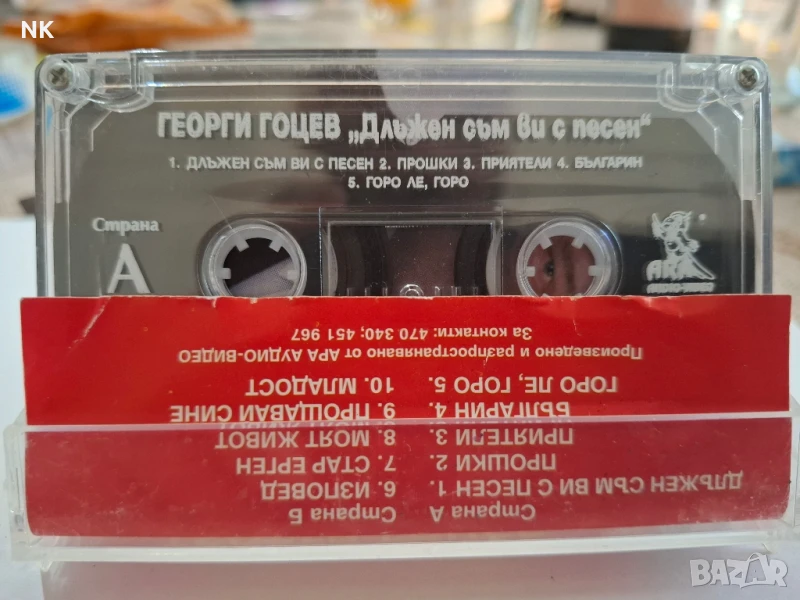 NK
ГЕОРГИ ГОЦЕВ „Длъжен съм ви с песен“
1. ДЛЪЖЕН СЪМ ВИ С ПЕСЕН 2. ПРОШКИ 3. ПРИЯТЕЛИ 4. БЪЛГАРИН
5. ГОРО ЛЕ, ГОРО
Страна
А
®
АРА
АУДИО-ВИДЕО
Страна А
ДЛЪЖЕН СЪМ ВИ С ПЕСЕН 1.
ПРОШКИ 2.
ПРИЯТЕЛИ 3.
БЪЛГАРИН 4.
ГОРО ЛЕ, ГОРО 5.
Страна Б
6. ИЗПОВЕД
7. СТАР ЕРГЕН
8. МОЯТ ЖИВОТ
9. ПРОЩАВАЙ СИНЕ
10. МЛАДОСТ
Произведено и разпространявано от АРА АУДИО-ВИДЕО
За контакти: 470 340; 451 967
BAZAR